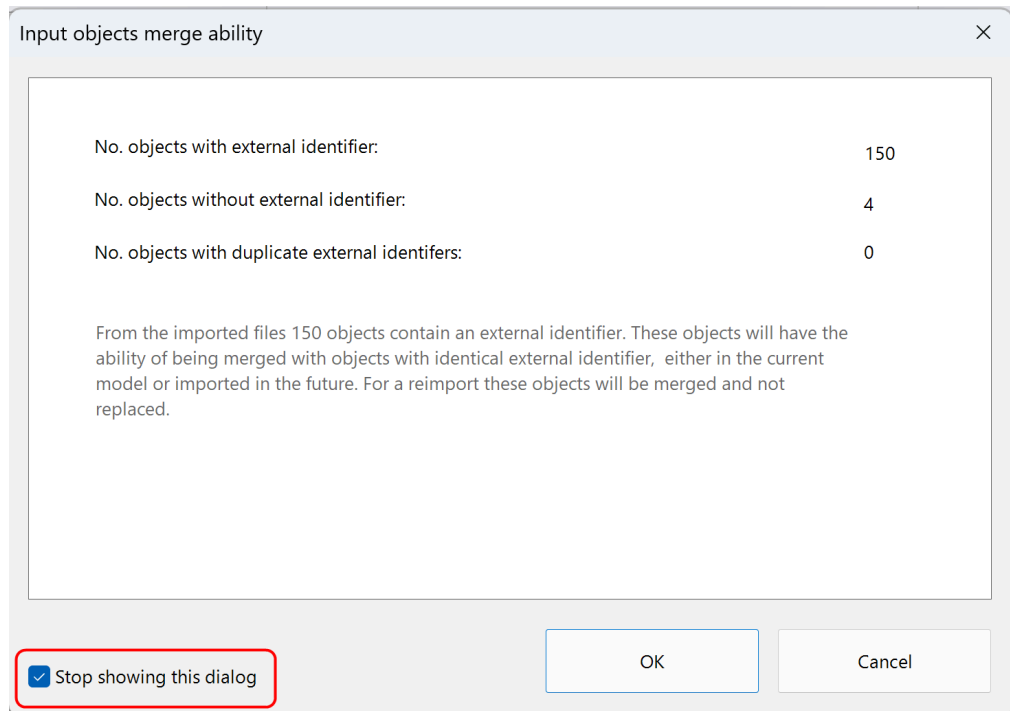 Input objects merge ability
No. objects with external identifier: 150
No. objects without external identifier: 4
No. objects with duplicate external identifers: 0
From the imported files 150 objects contain an external identifier. These objects will have the
ability of being merged with objects with identical external identifier,  either in the current
model or imported in the future. For a reimport these objects will be merged and not
replaced.
Stop showing this dialog
OK
Cancel